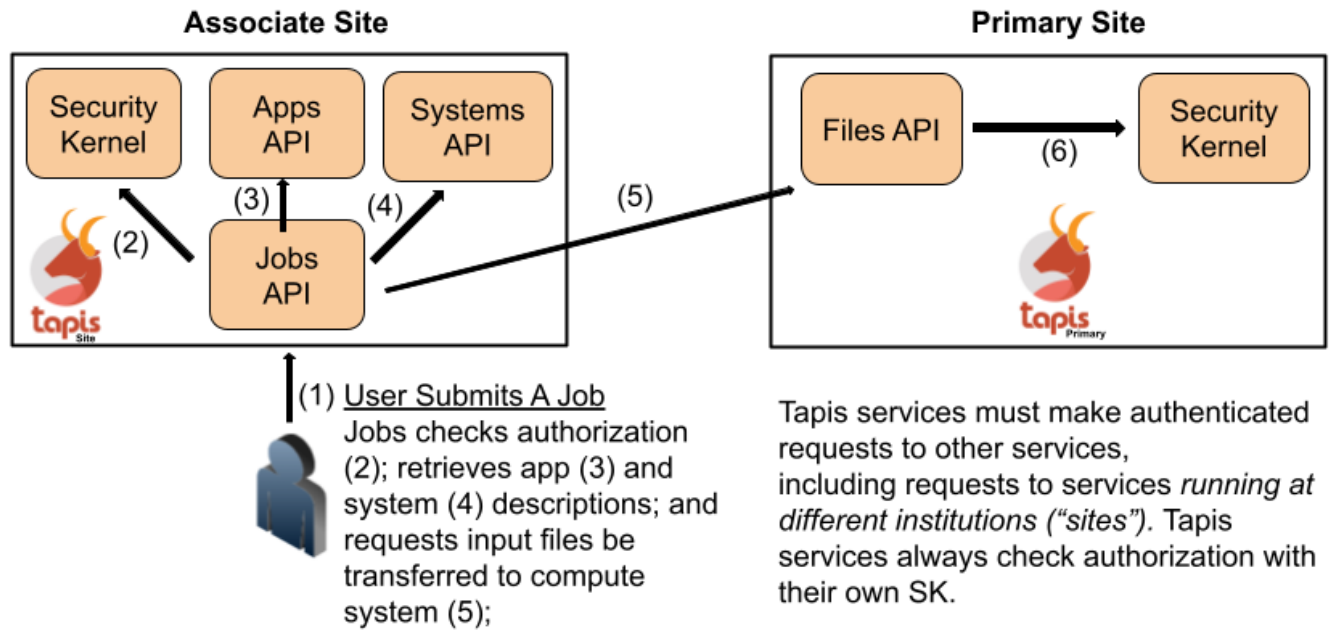 Associate Site
Primary Site
Security
Kernel
Apps
API
Systems
API
Files API
Security
Kernel
(2)
(3)
(4)
(5)
(6)
Jobs
API
tapis
Site
tapis
Primary
(1) User Submits A Job
Jobs checks authorization
(2); retrieves app (3) and
system (4) descriptions; and
requests input files be
transferred to compute
system (5);
Tapis services must make authenticated
requests to other services,
including requests to services running at
different institutions (“sites”). Tapis
services always check authorization with
their own SK.